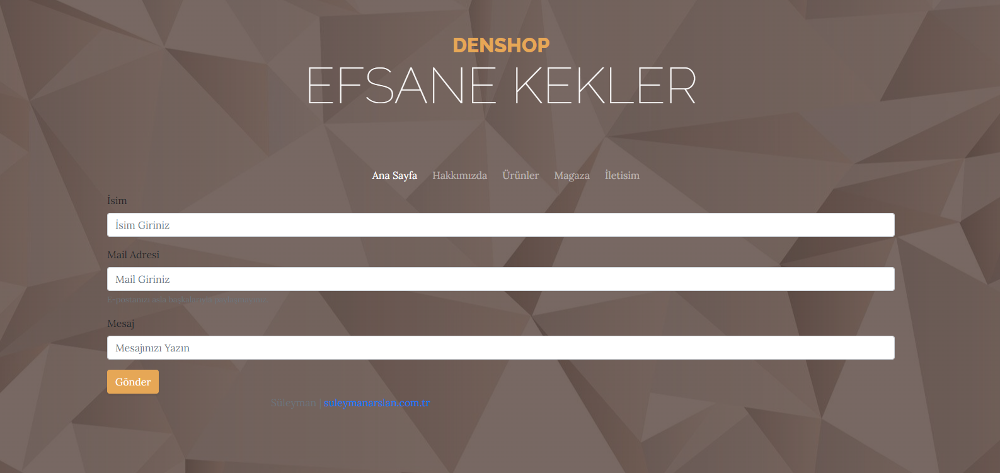 DENSHOP
EFSANE KEKLER
Ana Sayfa Hakkımızda Ürünler Magaza İletisim
İsim
İsim Giriniz
Mail Adresi
Mail Giriniz
E-postanızı asla başkalarıyla paylaşmayınız.
Mesaj
Mesajınızı Yazın
Gönder
Süleyman | suleymanarslan.com.tr